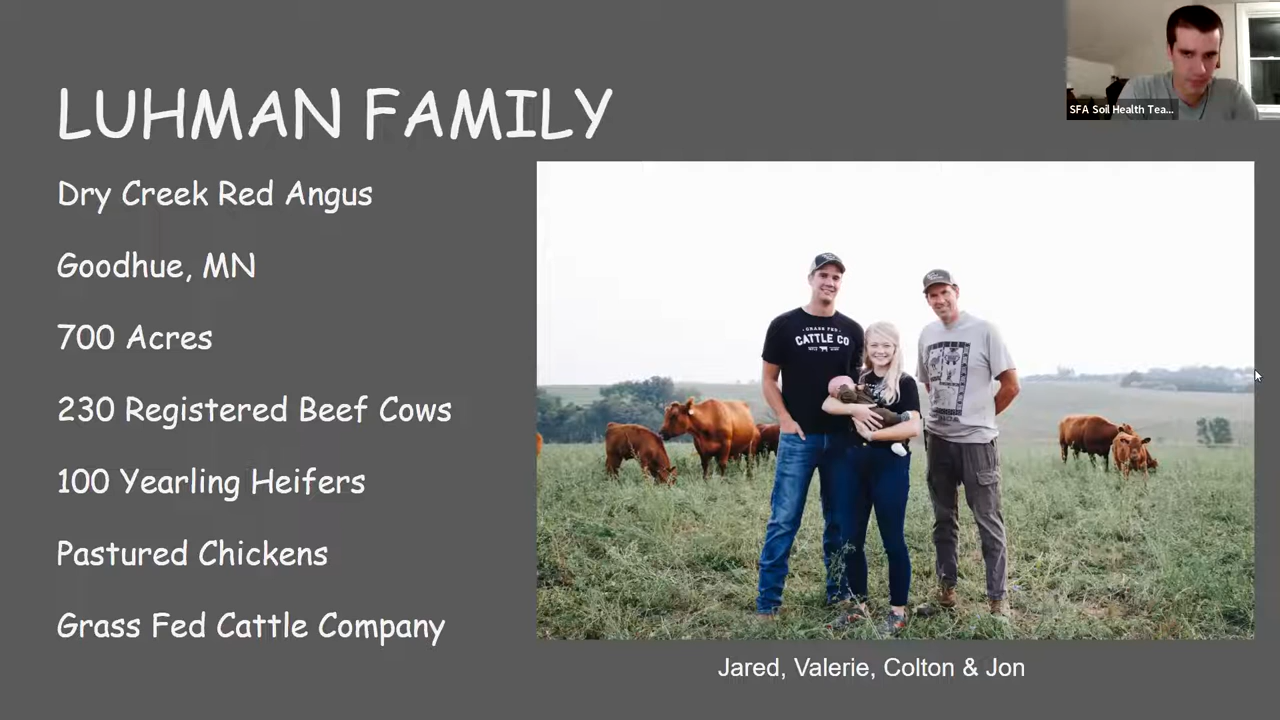 LUHMAN FAMILY
Dry Creek Red Angus
Goodhue, MN
700 Acres
230 Registered Beef Cows
100 Yearling Heifers
Pastured Chickens
Grass Fed Cattle Company
SFA Soil Health Tea...
GRASS FED
CATTLE CO
Jared, Valerie, Colton & Jon